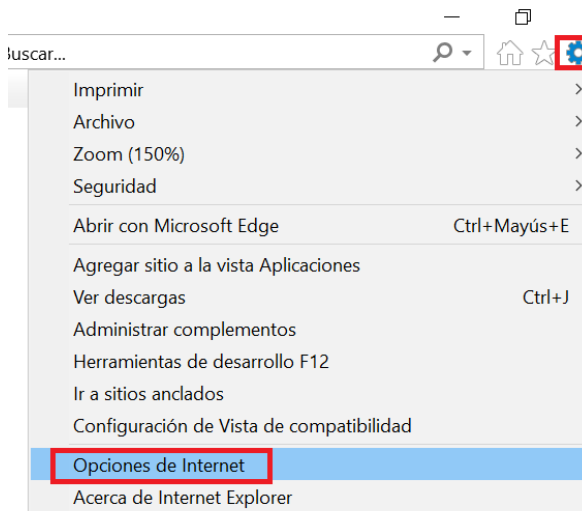 Buscar...
Imprimir
Archivo
Zoom (150%)
Seguridad
Abrir con Microsoft Edge Ctrl+Mayús+E
Agregar sitio a la vista Aplicaciones
Ver descargas Ctrl+J
Administrar complementos
Herramientas de desarrollo F12
Ir a sitios anclados
Configuración de Vista de compatibilidad
Opciones de Internet
Acerca de Internet Explorer